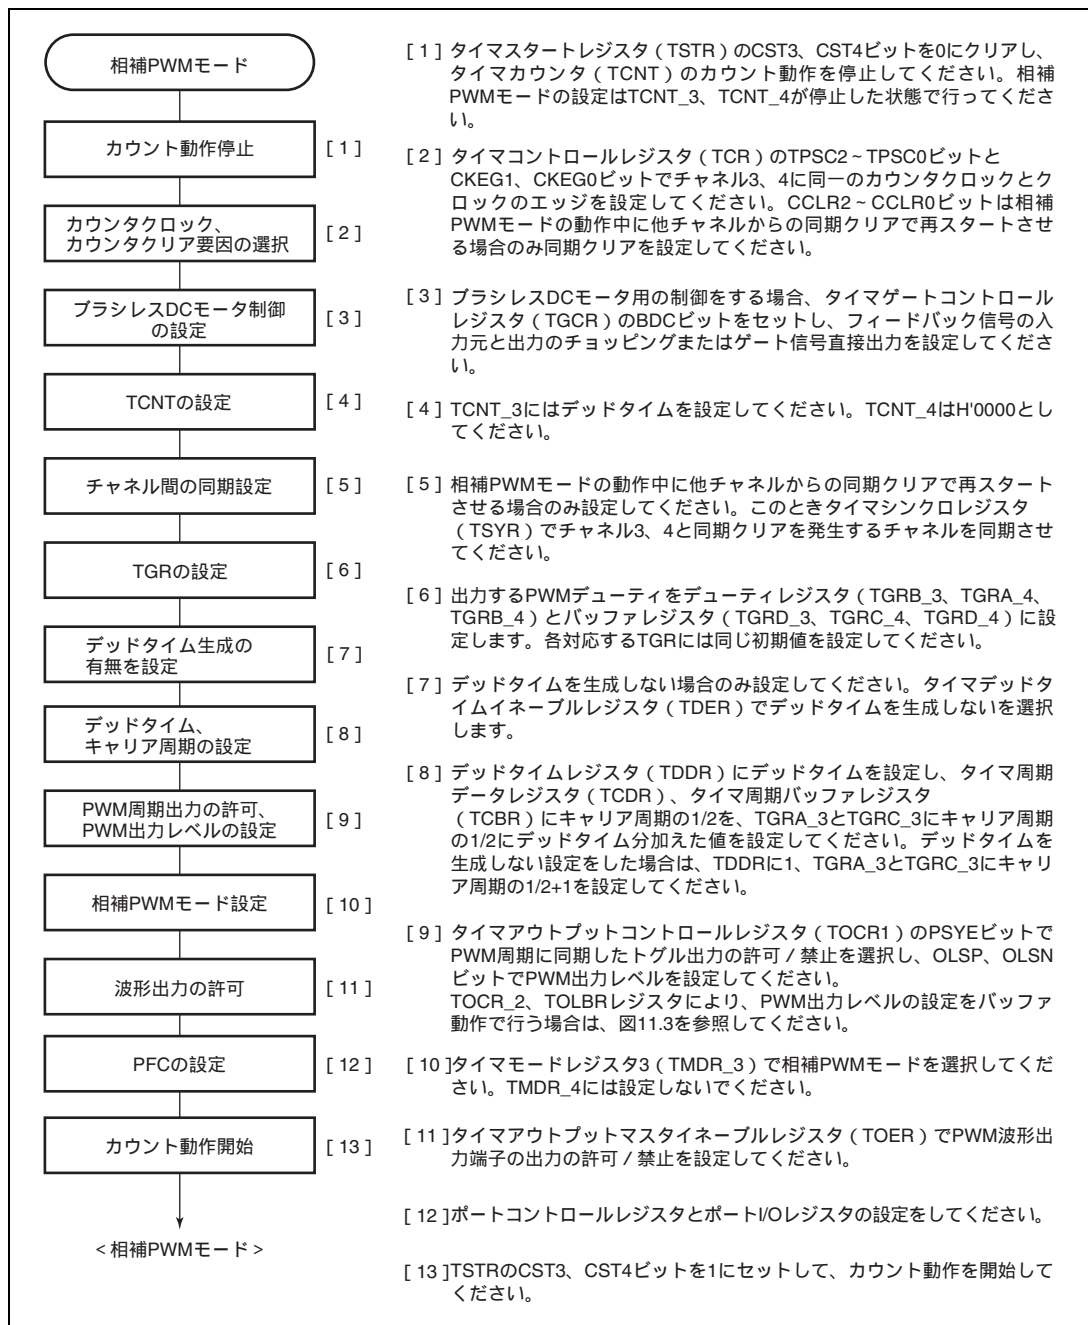 相補PWMモード
カウント動作停止
[ 1 ]
カウンタクロック、
カウンタクリア要因の選択
[ 2 ]
ブラシレスDCモータ制御
の設定
[ 3 ]
TCNTの設定
[ 4 ]
チャネル間の同期設定
[ 5 ]
TGRの設定
[ 6 ]
デッドタイム生成の
有無を設定
[ 7 ]
デッドタイム、
キャリア周期の設定
[ 8 ]
PWM周期出力の許可、
PWM出力レベルの設定
[ 9 ]
相補PWMモード設定
[ 10 ]
波形出力の許可
[ 11 ]
PFCの設定
[ 12 ]
カウント動作開始
[ 13 ]
<相補PWMモード>
[ 1 ] タイマスタートレジスタ(TSTR)のCST3、CST4ビットを0にクリアし、
タイマカウンタ(TCNT)のカウント動作を停止してください。相補
PWMモードの設定はTCNT_3、TCNT_4が停止した状態で行ってくださ
い。
[ 2 ] タイマコントロールレジスタ(TCR)のTPSC2~TPSC0ビットと
CKEG1、CKEG0ビットでチャネル3、4に同一のカウンタクロックとク
ロックのエッジを設定してください。CCLR2~CCLR0ビットは相補
PWMモードの動作中に他チャネルからの同期クリアで再スタートさせ
る場合のみ同期クリアを設定してください。
[ 3 ] ブラシレスDCモータ用の制御をする場合、タイマゲートコントロール
レジスタ(TGCR)のBDCビットをセットし、フィードバック信号の入
力元と出力のチョッピングまたはゲート信号直接出力を設定してくださ
い。
[ 4 ] TCNT_3にはデッドタイムを設定してください。TCNT_4はH'0000とし
てください。
[ 5 ] 相補PWMモードの動作中に他チャネルからの同期クリアで再スタート
させる場合のみ設定してください。このときタイマシンクロレジスタ
(TSYR)でチャネル3、4と同期クリアを発生するチャネルを同期させ
てください。
[ 6 ] 出力するPWMデューティをデューティレジスタ(TGRB_3、TGRA_4、
TGRB_4)とバッファレジスタ(TGRD_3、TGRC_4、TGRD_4)に設
定します。各対応するTGRには同じ初期値を設定してください。
[ 7 ] デッドタイムを生成しない場合のみ設定してください。タイマデッドタ
イムイネーブルレジスタ(TDER)でデッドタイムを生成しないを選択
します。
[ 8 ] デッドタイムレジスタ(TDDR)にデッドタイムを設定し、タイマ周期
データレジスタ(TCDR)、タイマ周期バッファレジスタ
(TCBR)にキャリア周期の1/2を、TGRA_3とTGRC_3にキャリア周期
の1/2にデッドタイム分加えた値を設定してください。デッドタイムを
生成しない設定をした場合は、TDDRに1、TGRA_3とTGRC_3にキャリ
ア周期の1/2+1を設定してください。
[ 9 ] タイマアウトプットコントロールレジスタ(TOCR1)のPSYEビットで
PWM周期に同期したトグル出力の許可/禁止を選択し、OLSP、OLSN
ビットでPWM出力レベルを設定してください。
TOCR_2、TOLBRレジスタにより、PWM出力レベルの設定をバッファ
動作で行う場合は、図11.3を参照してください。
[ 10 ]タイマモードレジスタ3(TMDR_3)で相補PWMモードを選択してくだ
さい。TMDR_4には設定しないでください。
[ 11 ]タイマアウトプットマスタイネーブルレジスタ(TOER)でPWM波形出
力端子の出力の許可/禁止を設定してください。
[ 12 ]ポートコントロールレジスタとポートI/Oレジスタの設定をしてください。
[ 13 ]TSTRのCST3、CST4ビットを1にセットして、カウント動作を開始して
ください。